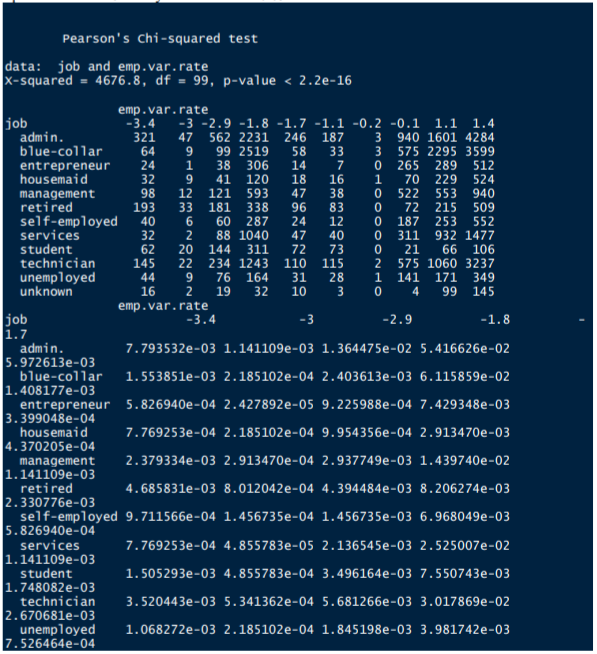 Pearson's Chi-squared test
data:  job and emp.var.rate
X-squared = 4676.8, df = 99, p-value < 2.2e-16
emp.var.rate
job -3.4 -3 -2.9 -1.8 -1.7 -1.1 -0.2 -0.1 1.1 1.4
admin. 321 47 562 2231 246 187 3 940 1601 4284
blue-collar 64 9 99 2519 58 33 3 575 2295 3599
entrepreneur 24 1 38 306 14 7 0 265 289 512
housemaid 32 9 41 120 18 16 1 70 229 524
management 98 12 121 593 47 38 0 522 553 940
retired 193 33 181 338 96 83 0 72 215 509
self-employed 40 6 60 287 24 12 0 187 253 552
services 32 2 88 1040 47 40 0 311 932 1477
student 62 20 144 311 72 73 0 21 66 106
technician 145 22 234 1243 110 115 2 575 1060 3237
unemployed 44 9 76 164 31 28 1 141 171 349
unknown 16 2 19 32 10 3 0 4 99 145
emp.var.rate
job -3.4 -3 -2.9 -1.8 -
1.7
admin. 7.793532e-03 1.141109e-03 1.364475e-02 5.416626e-02
5.972613e-03
blue-collar 1.553851e-03 2.185102e-04 2.403613e-03 6.115859e-02
1.408177e-03
entrepreneur 5.826940e-04 2.427892e-05 9.225988e-04 7.429348e-03
3.399048e-04
housemaid 7.769253e-04 2.185102e-04 9.954356e-04 2.913470e-03
4.370205e-04
management 2.379334e-03 2.913470e-04 2.937749e-03 1.439740e-02
1.141109e-03
retired 4.685831e-03 8.012042e-04 4.394484e-03 8.206274e-03
2.330776e-03
self-employed 9.711566e-04 1.456735e-04 1.456735e-03 6.968049e-03
5.826940e-04
services 7.769253e-04 4.855783e-05 2.136545e-03 2.525007e-02
1.141109e-03
student 1.505293e-03 4.855783e-04 3.496164e-03 7.550743e-03
1.748082e-03
technician 3.520443e-03 5.341362e-04 5.681266e-03 3.017869e-02
2.670681e-03
unemployed 1.068272e-03 2.185102e-04 1.845198e-03 3.981742e-03
7.526464e-04